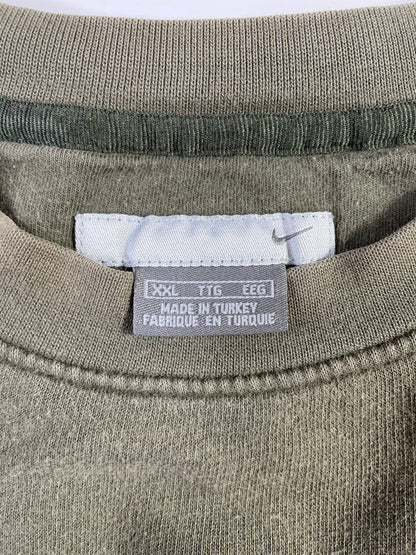 XXL TTG EEG
MADE IN TURKEY
FABRIQUE EN TURQUIE